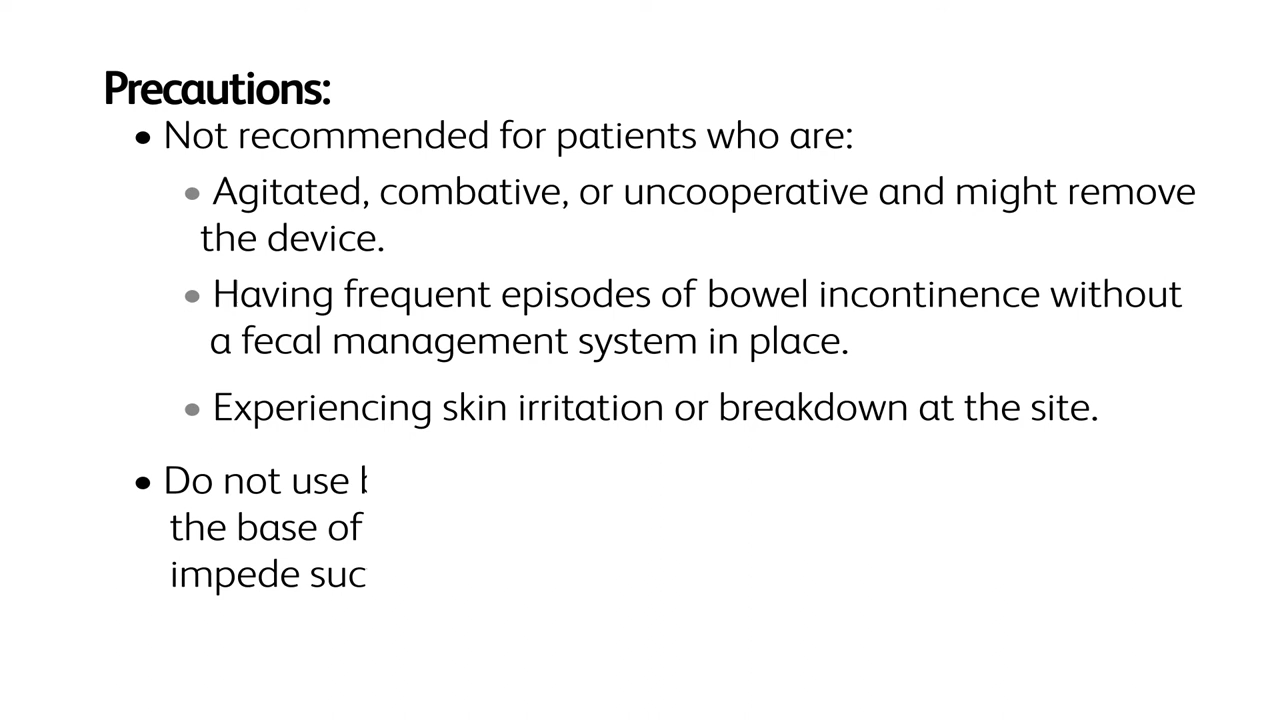 Precautions:
• Not recommended for patients who are:
• Agitated, combative, or uncooperative and might remove
the device.
• Having frequent episodes of bowel incontinence without
a fecal management system in place.
• Experiencing skin irritation or breakdown at the site.
• Do not use
the base of
impede suc